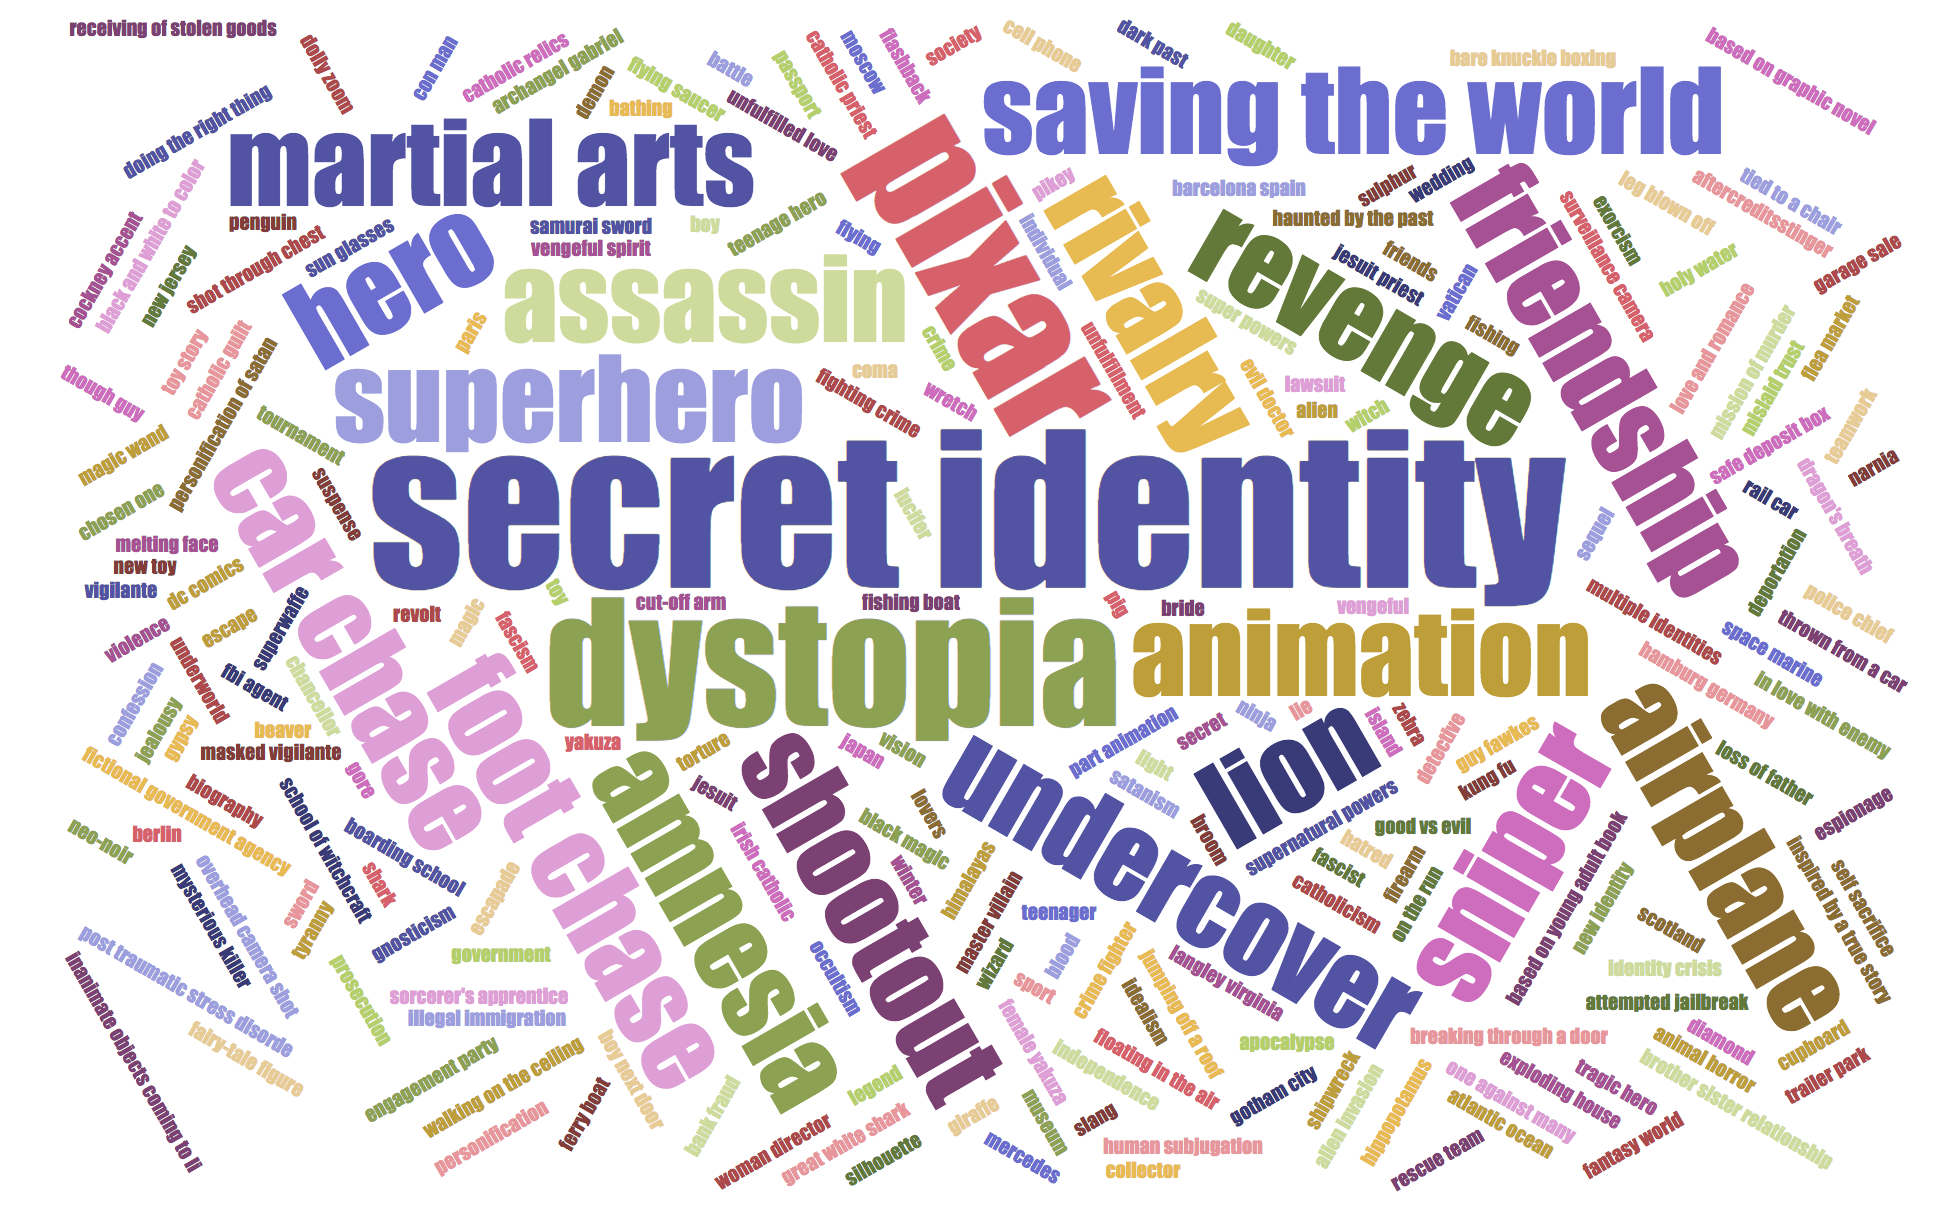 receiving of stolen goods
dolly zoom
con man
catholic relics
archangel gabriel
demon
flying saucer
bathing
battle
unfulfilled love
passport
catholic priest
moscow
flashback
society
cell phone
dark past
daughter
bare knuckle boxing
based on graphic novel
saving the world
doing the right thing
martial arts
pixar
cockney accent
black and white to color
new jersey
penguin
shot through chest
sun glasses
hero
samurai sword
vengeful spirit
boy
teenage hero
flying
assassin
pikey
individual
rivalry
barcelona spain
haunted by the past
sulphur
wedding
friendship
revenge
jesuit priest
friends
vatican
fishing
surveillance camera
exorcism
leg blown off
aftercreditsstinger
tied to a chair
holy water
garage sale
love and romance
mission of murder
mislaid trust
flea market
though guy
toy story
catholic guilt
personification of satan
paris
superhero
crime
coma
fighting crime
wretch
unfulfillment
super powers
evil doctor
lawsuit
alien
witch
magic wand
tournament
chosen one
suspense
car chase
secret identity
lucifer
safe deposit box
teamwork
narnia
rail car
dragon's breath
sequel
deportation
melting face
new toy
vigilante
dc comics
violence
escape
superwaffe
underworld
fbi agent
chancellor
revolt
magic
fascism
toy
cut-off arm
fishing boat
pig
bride
vengeful
dystopia
animation
multiple identities
police chief
space marine
thrown from a car
hamburg germany
in love with enemy
confession
jealousy
gypsy
beaver
masked vigilante
foot chase
gore
yakuza
amnesia
torture
jesuit
shootout
japan
vision
undercover
part animation
secret
ninja
lie
light
satanism
lion
island
zebra
detective
guy fawkes
kung fu
sniper
airplane
loss of father
espionage
fictional government agency
biography
berlin
neo-noir
school of witchcraft
boarding school
shark
mysterious killer
overhead camera shot
sword
tyranny
gnosticism
escapade
irish catholic
black magic
lovers
winter
himalayas
broom
supernatural powers
good vs evil
hatred
fascist
firearm
catholicism
on the run
based on young adult book
new identity
inspired by a true story
self sacrifice
scotland
identity crisis
attempted jailbreak
post traumatic stress disorde
inanimate objects coming to li
fairy-tale figure
prosecution
government
sorcerer's apprentice
illegal immigration
occultism
master villain
wizard
teenager
blood
sport
crime fighter
jumping off a roof
idealism
langley virginia
female yakuza
independence
floating in the air
apocalypse
breaking through a door
diamond
animal horror
cupboard
trailer park
engagement party
walking on the ceiling
personification
ferry boat
boy next door
bank fraud
legend
woman director
great white shark
silhouette
giraffe
mercedes
museum
slang
human subjugation
collector
gotham city
shipwreck
alien invesion
hippopotamus
one against many
atlantic ocean
rescue team
exploding house
tragic hero
fantasy world
brother sister relationship